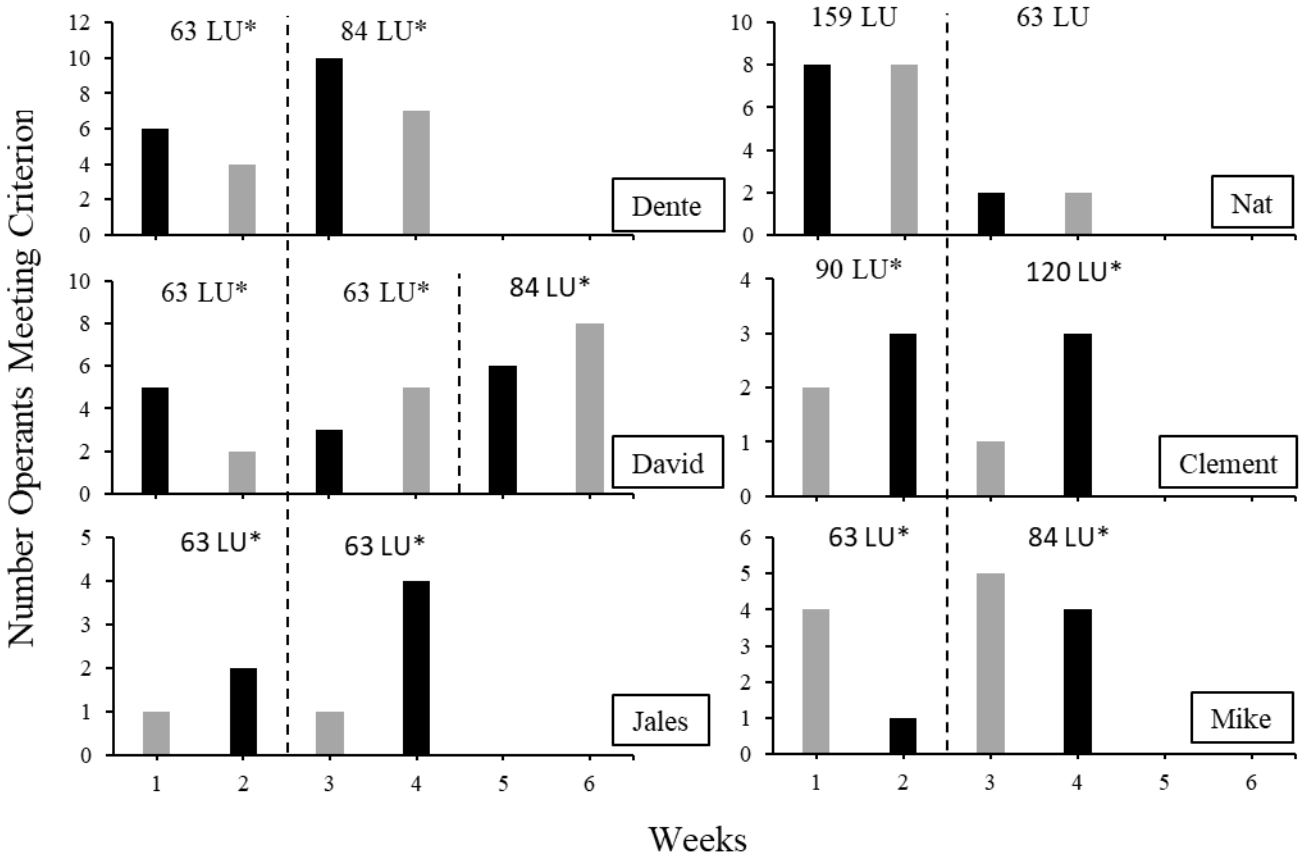 Number Operants Meeting Criterion
63 LU* 84 LU*
12
10
8
6
4
2
0
Dente
159 LU 63 LU
10
8
6
4
2
0
Nat
63 LU* 63 LU* 84 LU*
10
8
6
4
2
0
David
90 LU* 120 LU*
4
3
2
1
0
Clement
63 LU* 63 LU*
5
4
3
2
1
0
Jales
1 2 3 4 5 6
63 LU* 84 LU*
6
5
4
3
2
1
0
Mike
1 2 3 4 5 6
Weeks